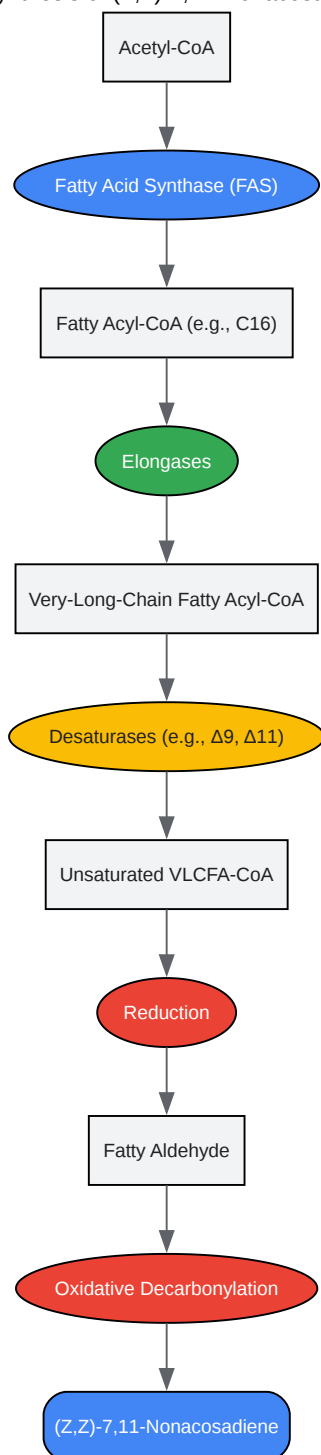 Acetyl-CoA
Fatty Acid Synthase (FAS)
Fatty Acyl-CoA (e.g., C16)
Elongases
Very-Long-Chain Fatty Acyl-CoA
Desaturases (e.g., Δ9, Δ11)
Unsaturated VLCFA-CoA
Reduction
Fatty Aldehyde
Oxidative Decarbonylation
(Z,Z)-7,11-Nonacosadiene